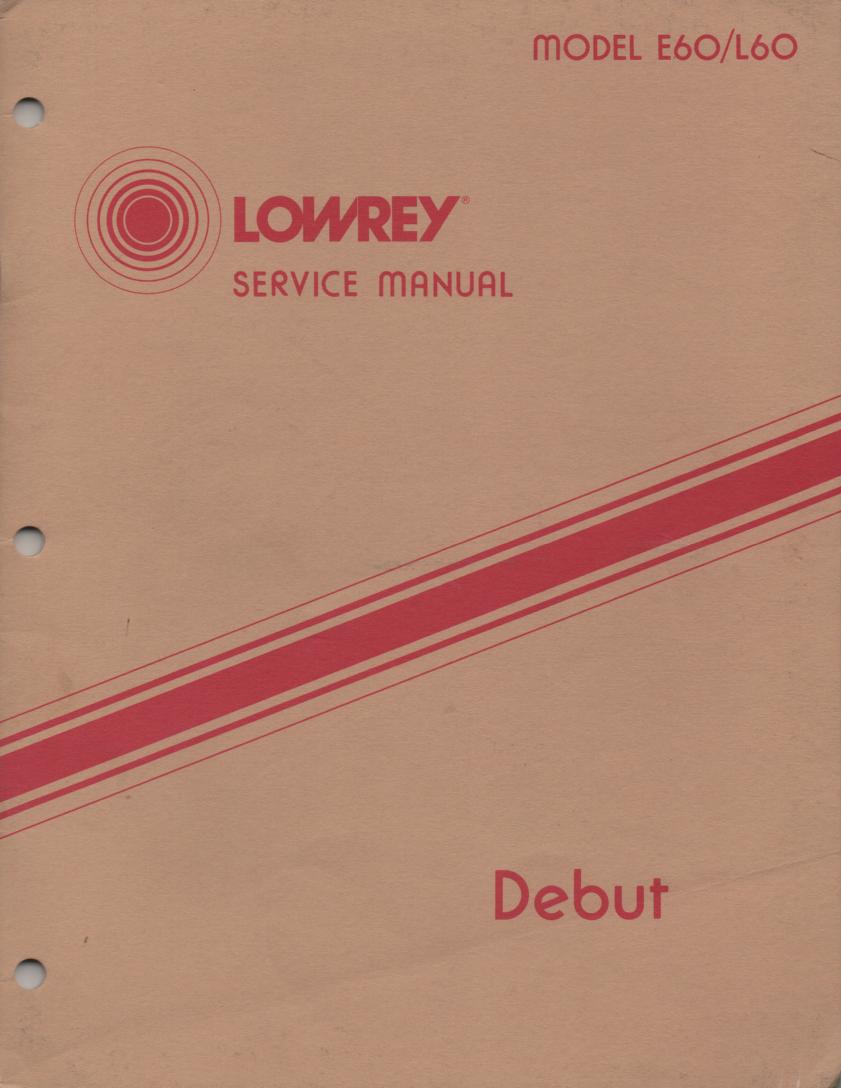 MODEL E60/L60
LOWREY®
SERVICE MANUAL
Debut